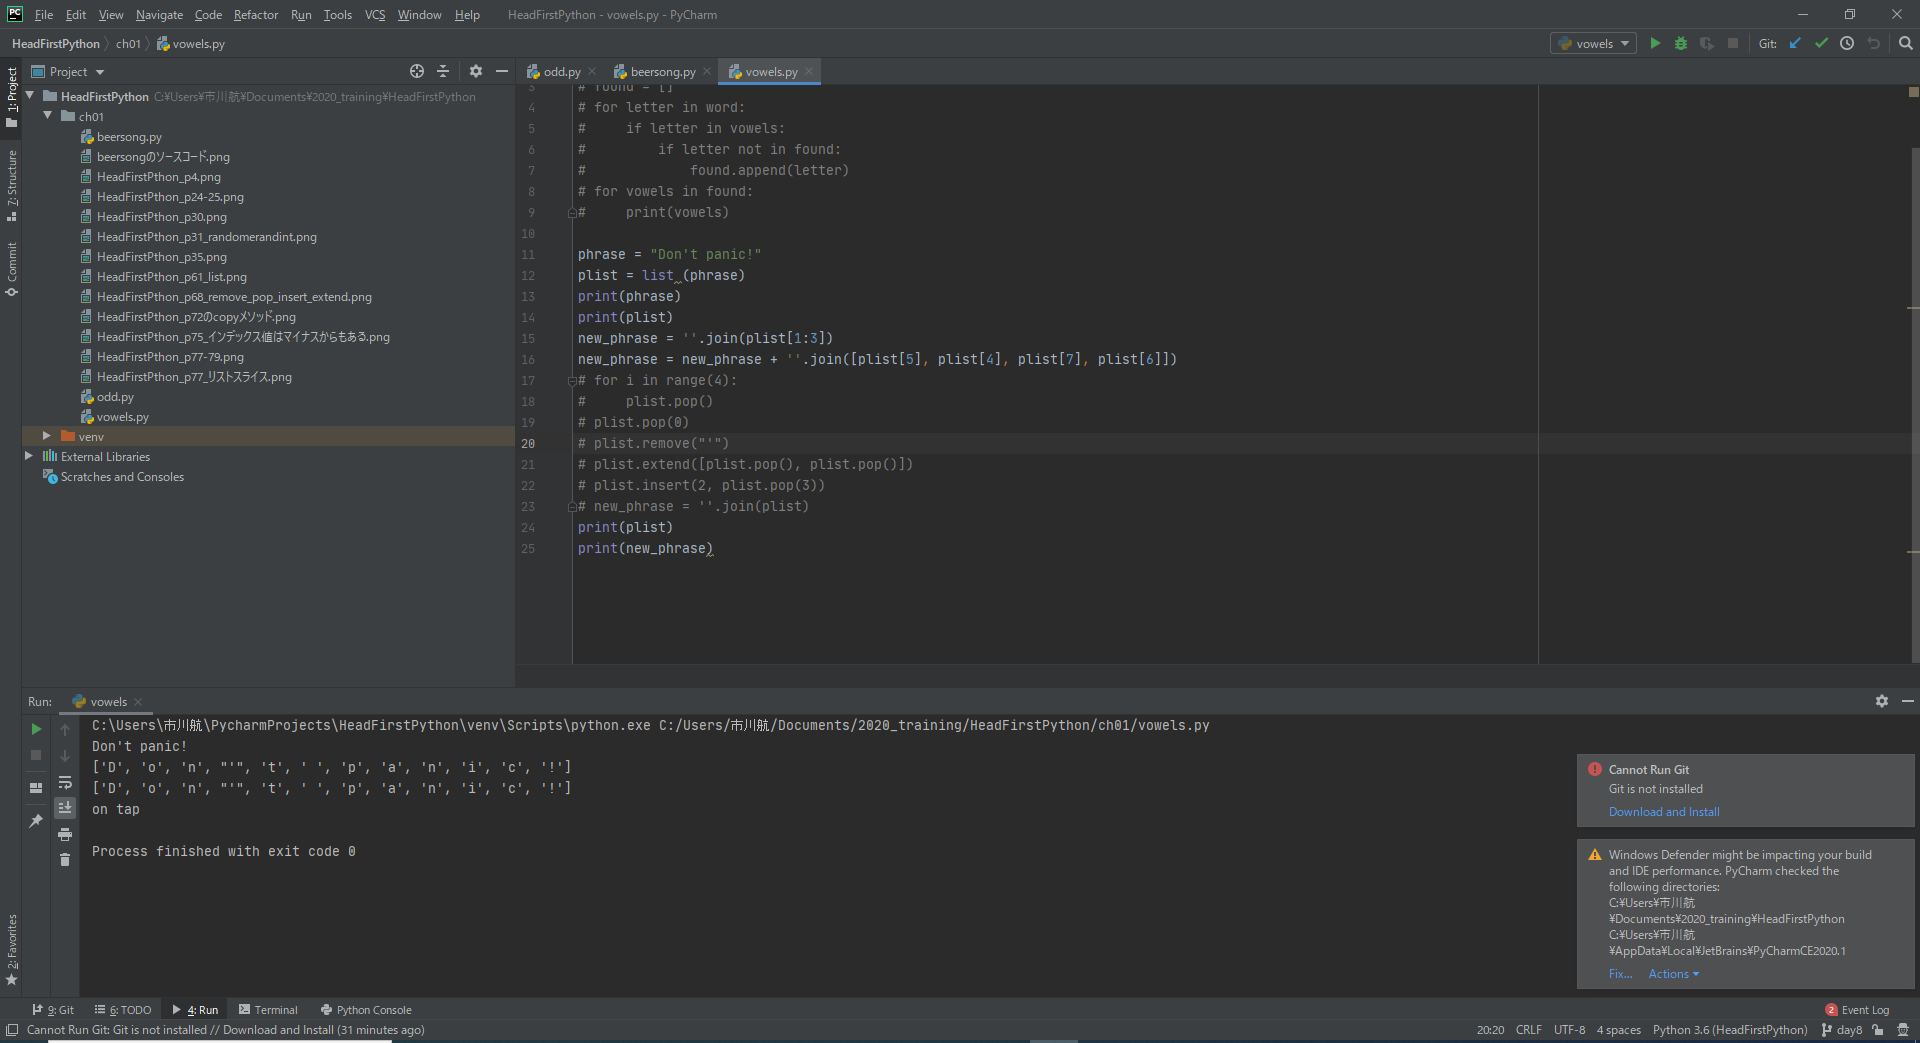 PC File Edit View Navigate Code Refactor Run Tools VCS Window Help HeadFirstPython - vowels.py - PyCharm
HeadFirstPython ch01 vowels.py
vowels Git:
1: Project
7: Structure
Commit
2: Favorites
Project
HeadFirstPython C:¥Users¥市川航¥Documents¥2020_training¥HeadFirstPython
ch01
beersong.py
beersongのソースコード.png
HeadFirstPthon_p4.png
HeadFirstPthon_p24-25.png
HeadFirstPthon_p30.png
HeadFirstPthon_p31_randomerandint.png
HeadFirstPthon_p35.png
HeadFirstPthon_p61_list.png
HeadFirstPthon_p68_remove_pop_insert_extend.png
HeadFirstPthon_p72のcopyメソッド.png
HeadFirstPthon_p75_インデックス値はマイナスからもある.png
HeadFirstPthon_p77-79.png
HeadFirstPthon_p77_リストスライス.png
odd.py
vowels.py
venv
External Libraries
Scratches and Consoles
odd.py beersong.py vowels.py
3 # found = []
4 # for letter in word:
5 #     if letter in vowels:
6 #         if letter not in found:
7 #             found.append(letter)
8 # for vowels in found:
9 #     print(vowels)
10
11 phrase = "Don't panic!"
12 plist = list (phrase)
13 print(phrase)
14 print(plist)
15 new_phrase = ''.join(plist[1:3])
16 new_phrase = new_phrase + ''.join([plist[5], plist[4], plist[7], plist[6]])
17 # for i in range(4):
18 #     plist.pop()
19 # plist.pop(0)
20 # plist.remove("'")
21 # plist.extend([plist.pop(), plist.pop()])
22 # plist.insert(2, plist.pop(3))
23 # new_phrase = ''.join(plist)
24 print(plist)
25 print(new_phrase)
Run: vowels
C:\Users\市川航\PycharmProjects\HeadFirstPython\venv\Scripts\python.exe C:/Users/市川航/Documents/2020_training/HeadFirstPython/ch01/vowels.py
Don't panic!
['D', 'o', 'n', "'", 't', ' ', 'p', 'a', 'n', 'i', 'c', '!']
['D', 'o', 'n', "'", 't', ' ', 'p', 'a', 'n', 'i', 'c', '!']
on tap
Process finished with exit code 0
Cannot Run Git
Git is not installed
Download and Install
Windows Defender might be impacting your build
and IDE performance. PyCharm checked the
following directories:
C:¥Users¥市川航
¥Documents¥2020_training¥HeadFirstPython
C:¥Users¥市川航
¥AppData¥Local¥JetBrains¥PyCharmCE2020.1
Fix... Actions
9: Git 6: TODO 4: Run Terminal Python Console 2 Event Log
Cannot Run Git: Git is not installed // Download and Install (31 minutes ago) 20:20 CRLF UTF-8 4 spaces Python 3.6 (HeadFirstPython) day8